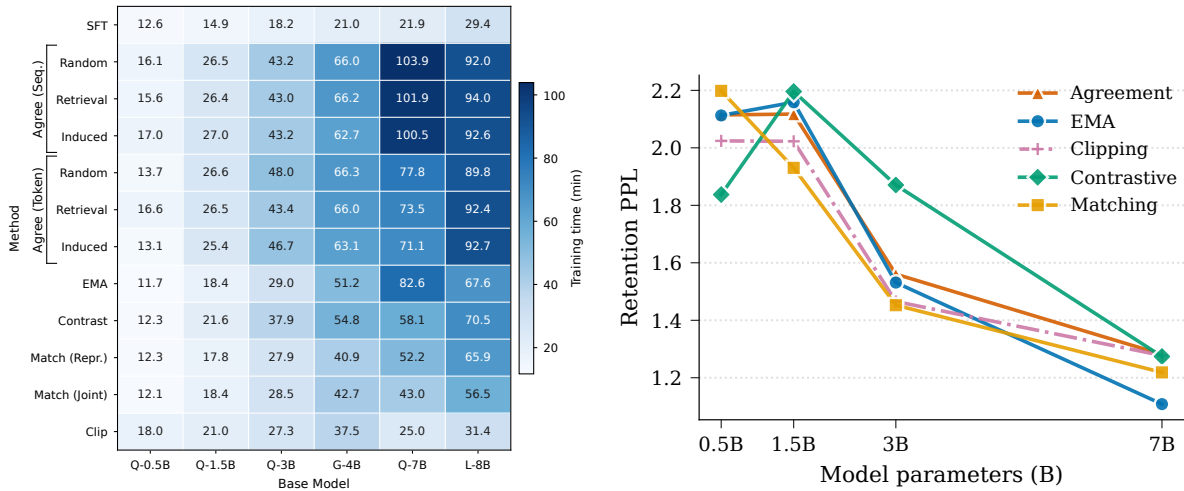 SFT 12.6 14.9 18.2 21.0 21.9 29.4
Random 16.1 26.5 43.2 66.0 103.9 92.0
Retrieval 15.6 26.4 43.0 66.2 101.9 94.0
Induced 17.0 27.0 43.2 62.7 100.5 92.6
Random 13.7 26.6 48.0 66.3 77.8 89.8
Retrieval 16.6 26.5 43.4 66.0 73.5 92.4
Induced 13.1 25.4 46.7 63.1 71.1 92.7
EMA 11.7 18.4 29.0 51.2 82.6 67.6
Contrast 12.3 21.6 37.9 54.8 58.1 70.5
Match (Repr.) 12.3 17.8 27.9 40.9 52.2 65.9
Match (Joint) 12.1 18.4 28.5 42.7 43.0 56.5
Clip 18.0 21.0 27.3 37.5 25.0 31.4
Q-0.5B Q-1.5B Q-3B G-4B Q-7B L-8B
Base Model
Method
Agree (Seq.)
Agree (Token)
100
80
60
40
20
Training time (min)
2.2
2.0
1.8
1.6
1.4
1.2
Retention PPL
Agreement
EMA
Clipping
Contrastive
Matching
0.5B 1.5B 3B 7B
Model parameters (B)